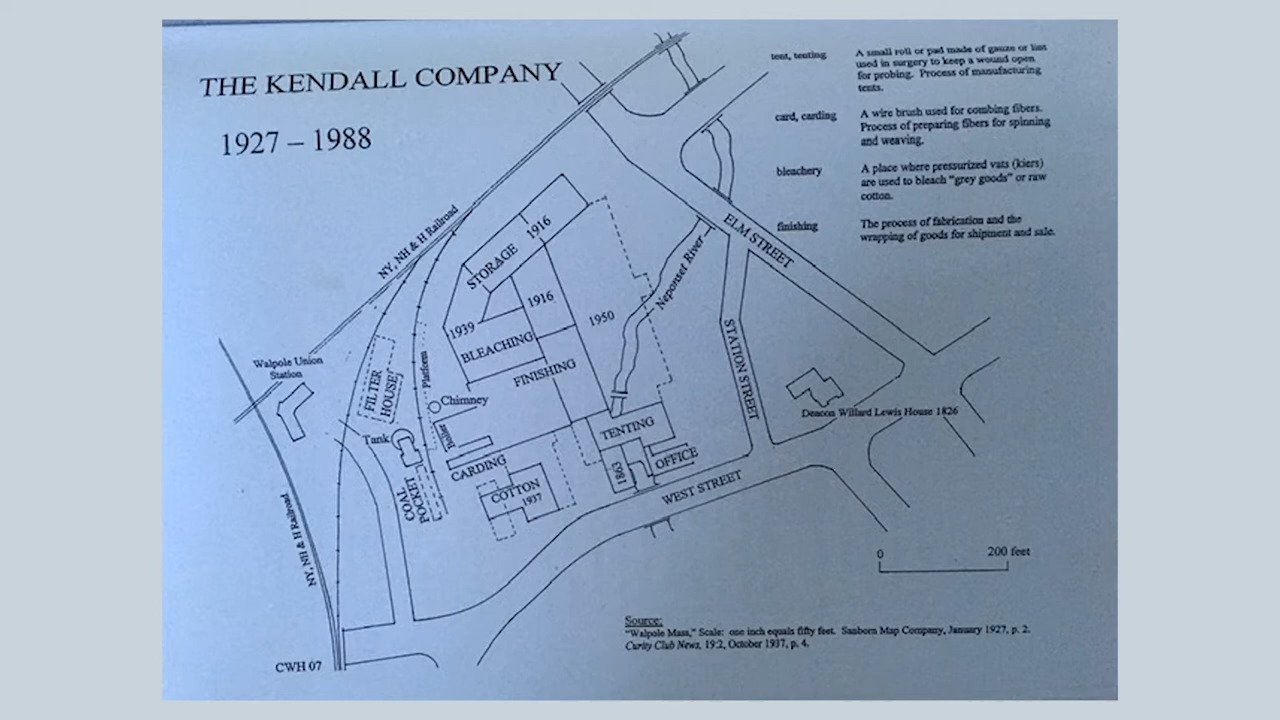 THE KENDALL COMPANY
1927 – 1988
tent, tenting
A small roll or pad made of gauze or lint
used in surgery to keep a wound open
for probing. Process of manufacturing
tents.
card, carding
A wire brush used for combing fibers.
Process of preparing fibers for spinning
and weaving.
bleachery
A place where pressurized vats (kiers)
are used to bleach "grey goods" or raw
cotton.
finishing
The process of fabrication and the
wrapping of goods for shipment and sale.
NY, NH & H Railroad
STORAGE
1916
ELM STREET
Neponset River
1916
1939
1950
BLEACHING
FINISHING
Walpole Union
Station
FILTER
HOUSE
Platform
STATION STREET
Chimney
Deacon Willard Lewis House 1826
Tank
Boiler
TENTING
CARDING
1863
OFFICE
COAL
POCKET
COTTON
1937
WEST STREET
NY, NH & H Railroad
0
200 feet
Source:
"Walpole Mass," Scale: one inch equals fifty feet. Sanborn Map Company, January 1927, p. 2.
Curity Club News, 19:2, October 1937, p. 4.
CWH 07